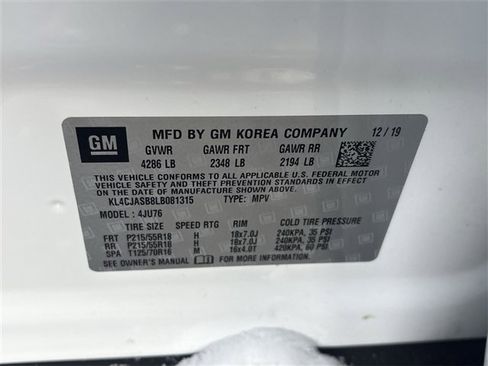 GM
MFD BY GM KOREA COMPANY 12/19
GVWR GAWR FRT GAWR RR
4286 LB 2348 LB 2194 LB
THIS VEHICLE CONFORMS TO ALL APPLICABLE U.S. FEDERAL MOTOR
VEHICLE SAFETY, BUMPER, AND THEFT PREVENTION STANDARDS IN
EFFECT ON THE DATE OF MANUFACTURE SHOWN ABOVE.
KL4CJASB8LB081315 TYPE: MPV
MODEL: 4JU76
TIRE SIZE SPEED RTG RIM COLD TIRE PRESSURE
FRT P215/55R18 H 18x7.0J 240KPA, 35 PSI
RR P215/55R18 H 18x7.0J 240KPA, 35 PSI
SPA T125/70R16 M 16x4.0T 420KPA, 60 PSI
SEE OWNER'S MANUAL FOR MORE INFORMATION.